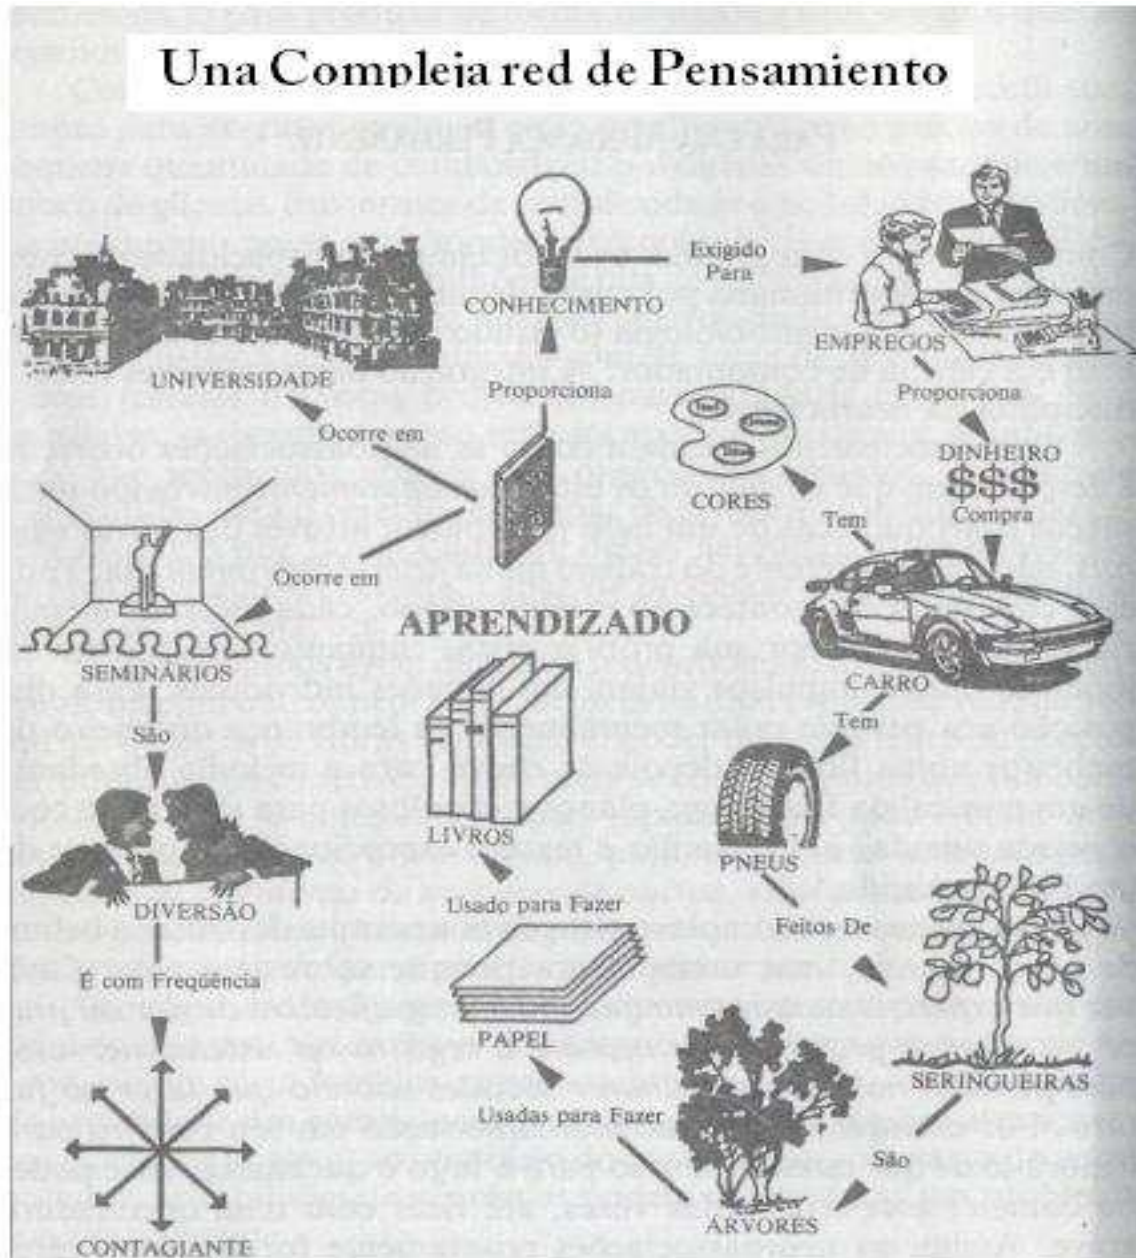 Una Compleja red de Pensamiento
CONHECIMENTO
Exigido
Para
EMPREGOS
UNIVERSIDADE
Proporciona
Proporciona
Ocorre em
CORES
DINHEIRO
$$$
Compra
Tem
Ocorre em
APRENDIZADO
SEMINÁRIOS
CARRO
São
Tem
LIVROS
PNEUS
DIVERSÃO
Usado para Fazer
Feitos De
É com Freqüência
PAPEL
SERINGUEIRAS
Usadas para Fazer
São
ÁRVORES
CONTAGIANTE